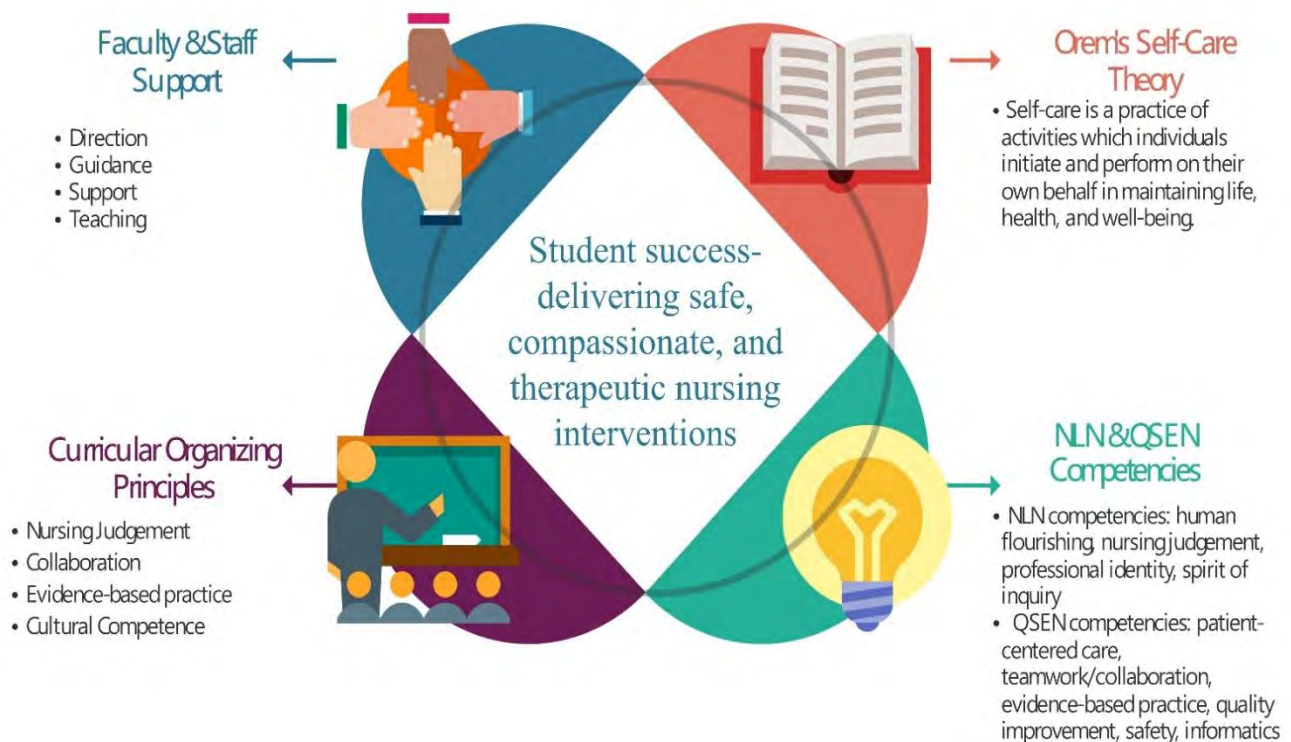 Faculty &Staff
Support
• Direction
• Guidance
• Support
• Teaching
Orem's Self-Care
Theory
• Self-care is a practice of
activities which individuals
initiate and perform on their
own behalf in maintaining life,
health, and well-being.
Student success-
delivering safe,
compassionate, and
therapeutic nursing
interventions
Curricular Organizing
Principles
• Nursing Judgement
• Collaboration
• Evidence-based practice
• Cultural Competence
NLN &QSEN
Competencies
• NLN competencies: human
flourishing, nursing judgement,
professional identity, spirit of
inquiry
• QSEN competencies: patient-
centered care,
teamwork/collaboration,
evidence-based practice, quality
improvement, safety, informatics